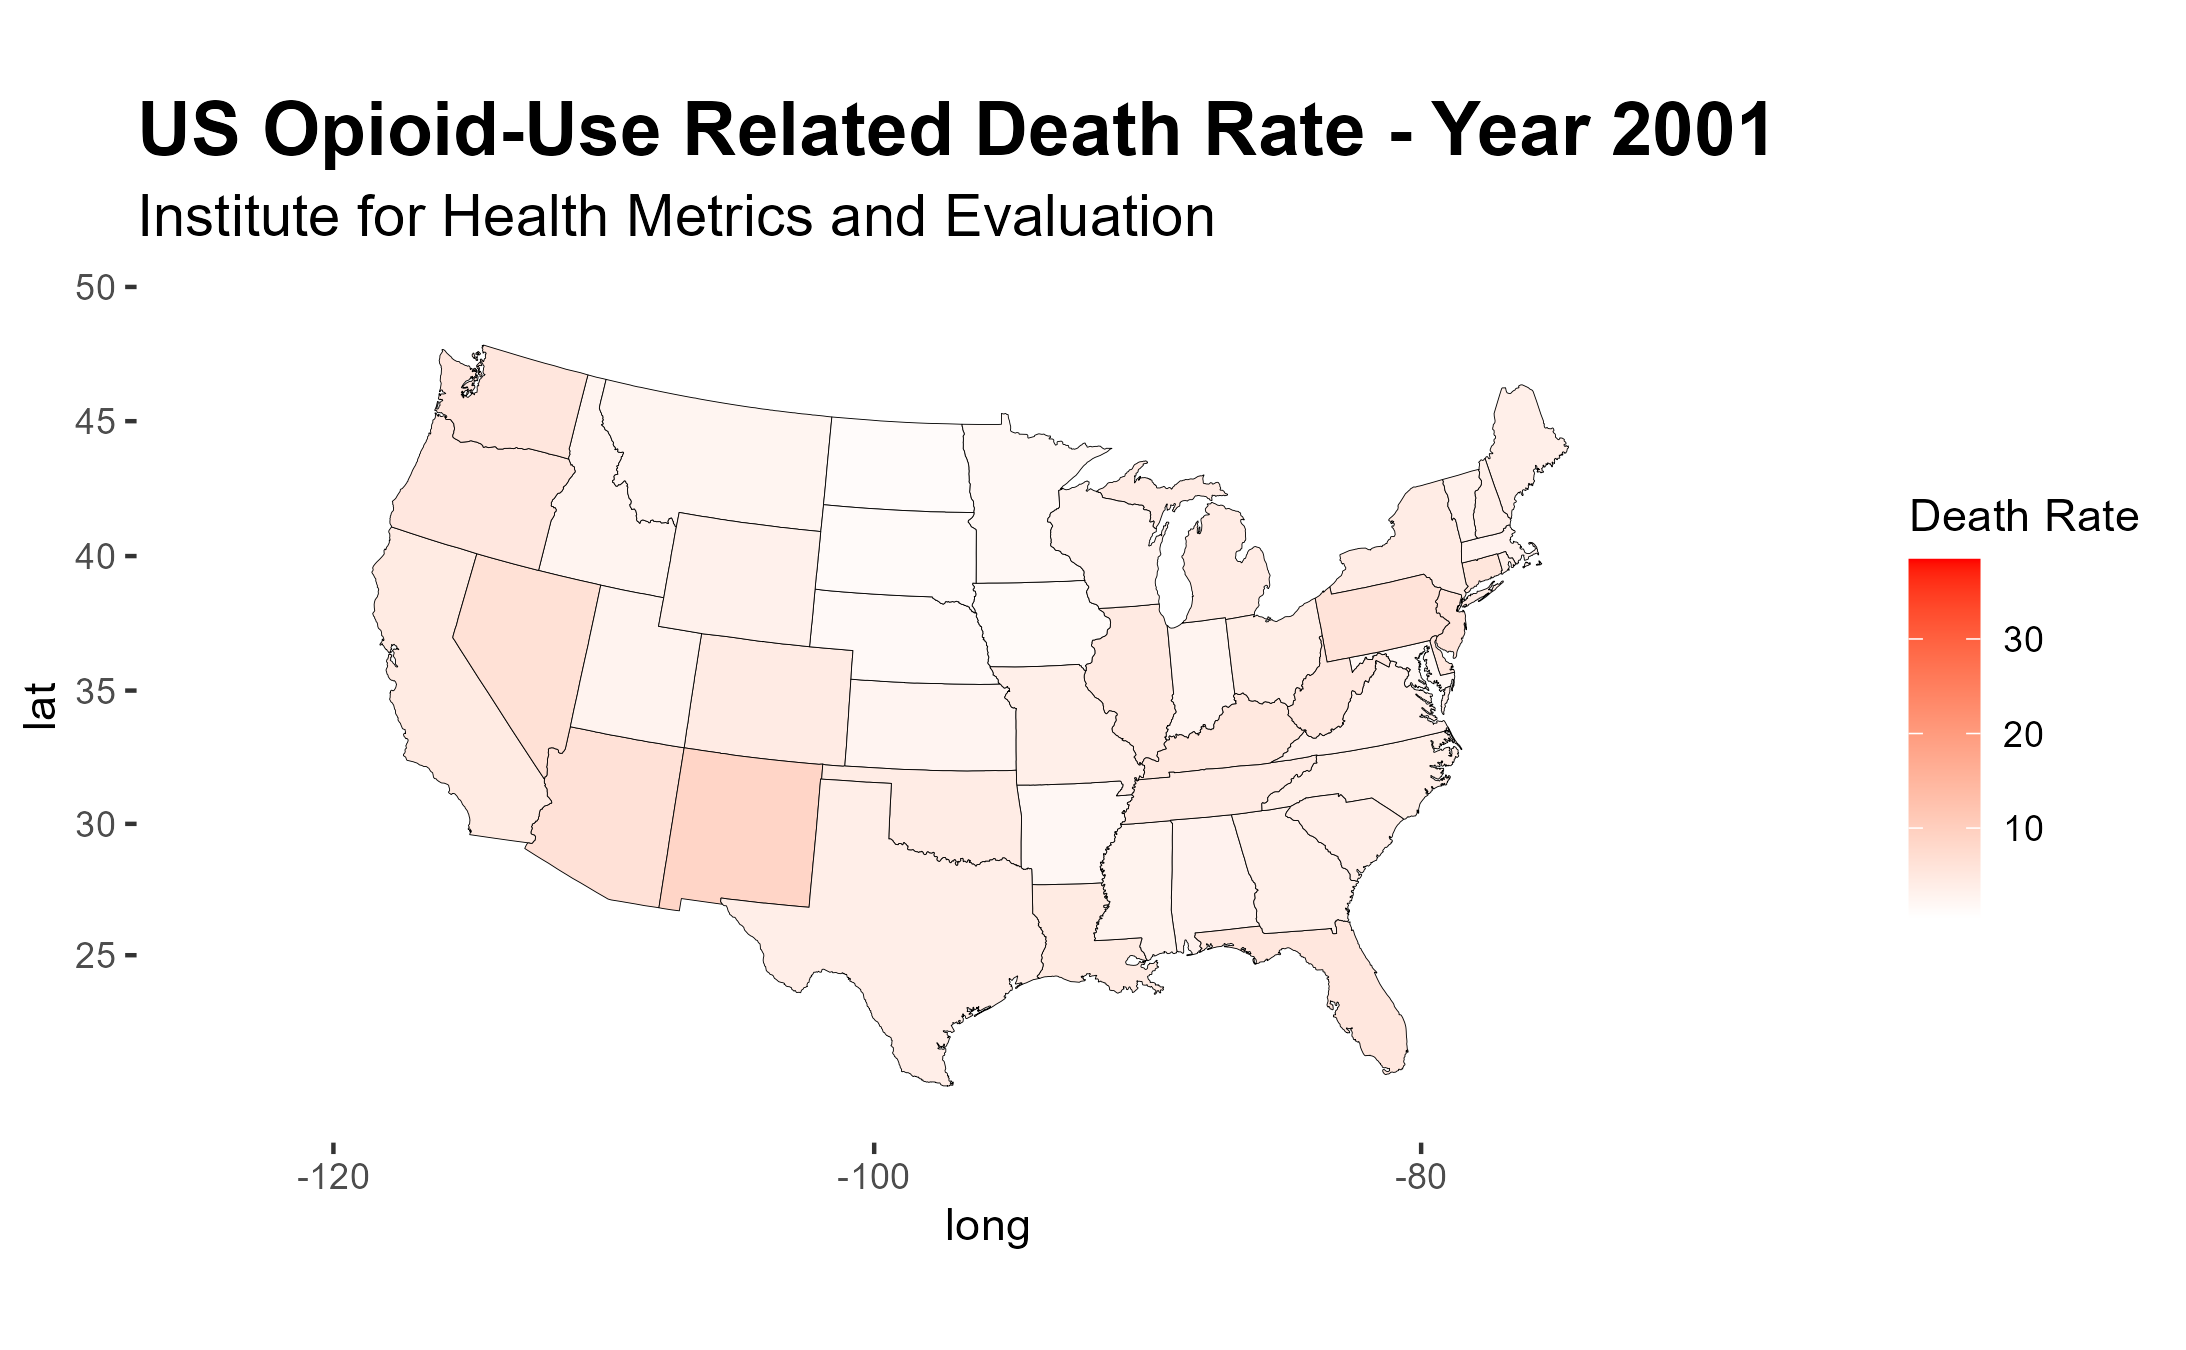 US Opioid-Use Related Death Rate - Year 2001
Institute for Health Metrics and Evaluation
50
45
40
35
30
25
lat
-120
-100
-80
long
Death Rate
30
20
10